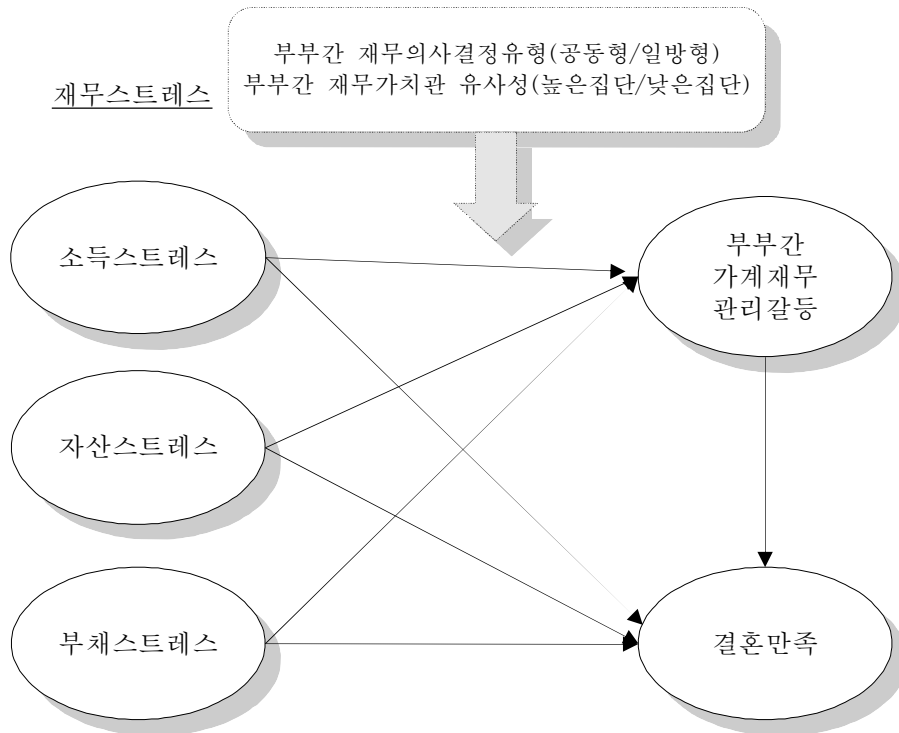 부부간 재무의사결정유형(공동형/일방형)
부부간 재무가치관 유사성(높은집단/낮은집단)
재무스트레스
소득스트레스
부부간
가계재무
관리갈등
자산스트레스
부채스트레스
결혼만족